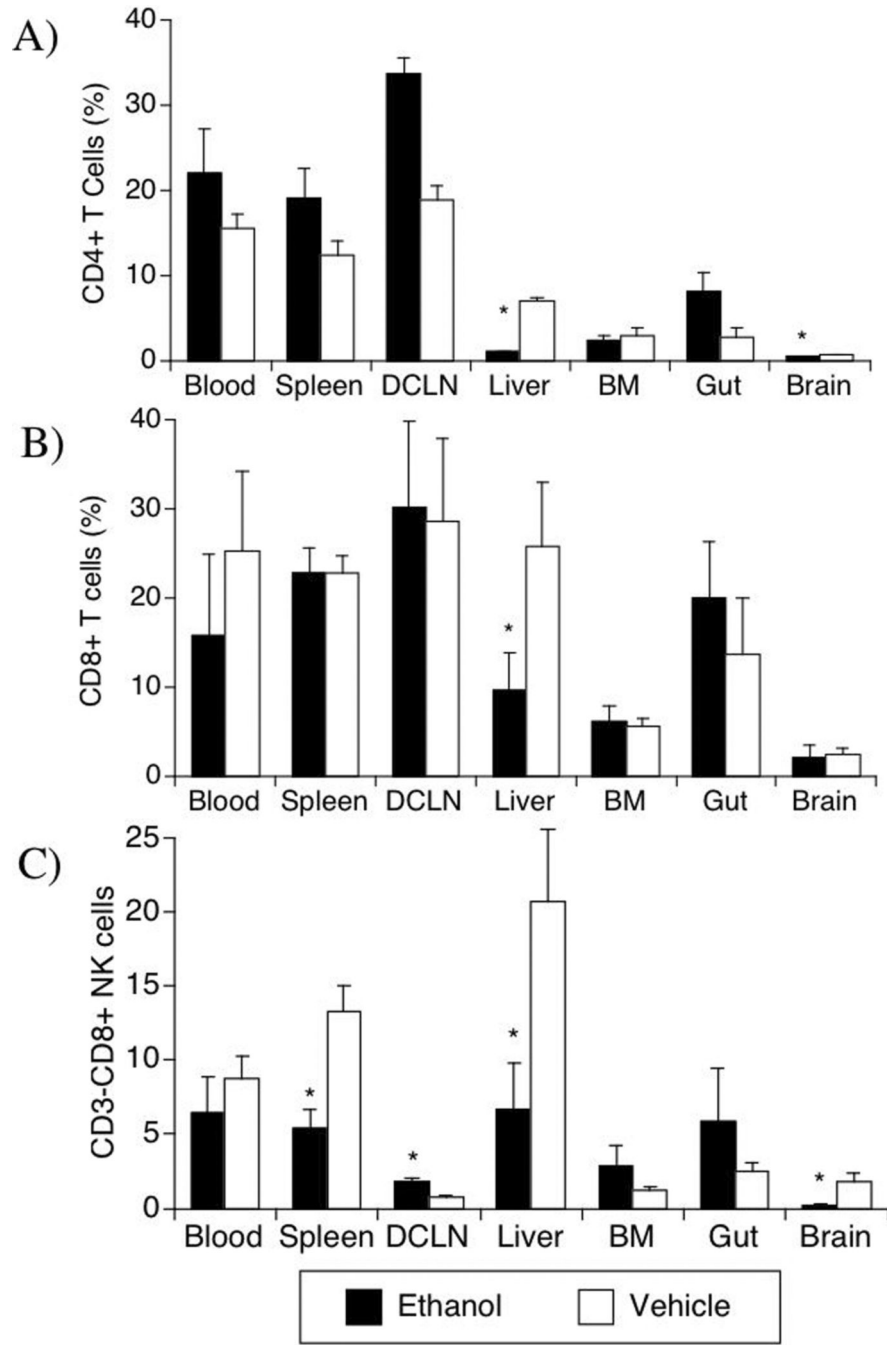 A)
CD4+ T Cells (%)
40
30
20
10
0
*
*
Blood Spleen DCLN Liver BM Gut Brain
B)
CD8+ T cells (%)
40
30
20
10
0
*
Blood Spleen DCLN Liver BM Gut Brain
C)
CD3-CD8+ NK cells
25
20
15
10
5
0
*
*
*
*
Blood Spleen DCLN Liver BM Gut Brain
Ethanol Vehicle